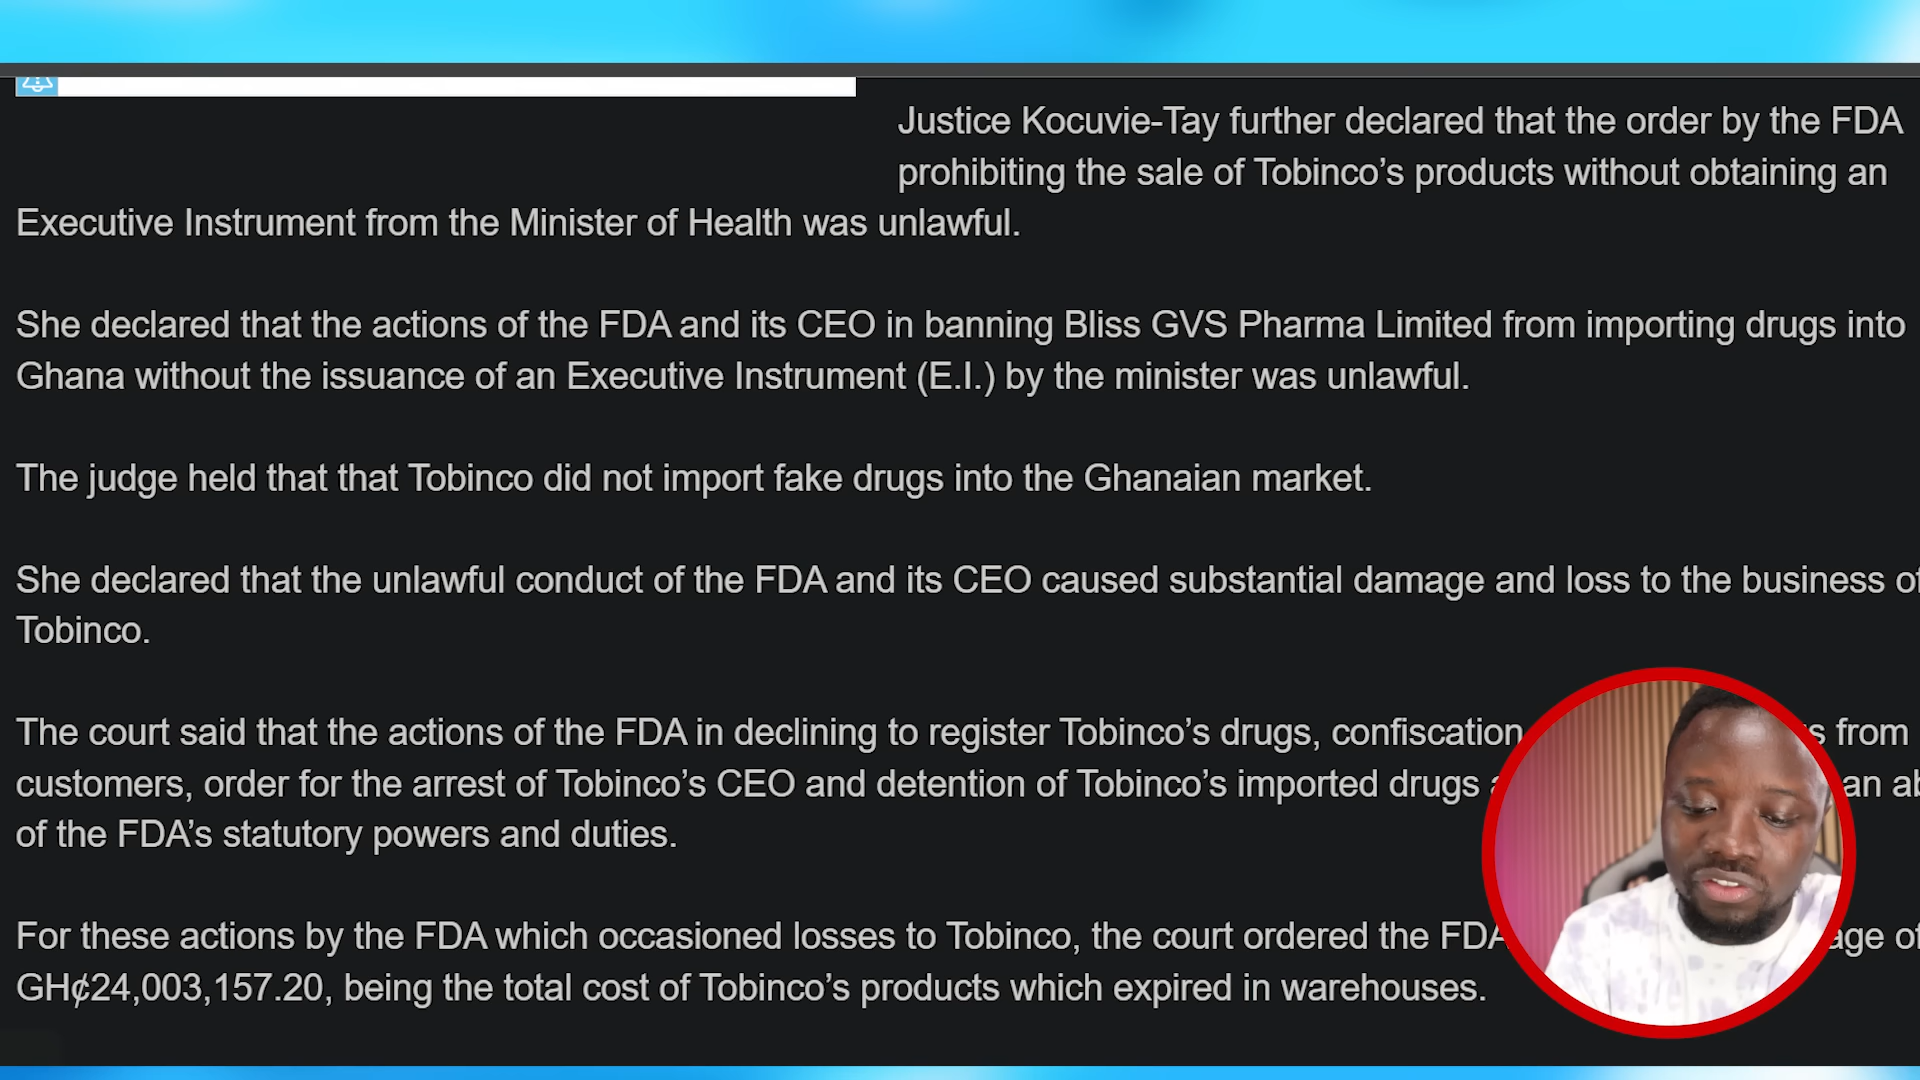 Justice Kocuvie-Tay further declared that the order by the FDA
prohibiting the sale of Tobinco’s products without obtaining an
Executive Instrument from the Minister of Health was unlawful.
She declared that the actions of the FDA and its CEO in banning Bliss GVS Pharma Limited from importing drugs into
Ghana without the issuance of an Executive Instrument (E.I.) by the minister was unlawful.
The judge held that that Tobinco did not import fake drugs into the Ghanaian market.
She declared that the unlawful conduct of the FDA and its CEO caused substantial damage and loss to the business of
Tobinco.
The court said that the actions of the FDA in declining to register Tobinco’s drugs, confiscation from
customers, order for the arrest of Tobinco’s CEO and detention of Tobinco’s imported drugs an
of the FDA’s statutory powers and duties.
For these actions by the FDA which occasioned losses to Tobinco, the court ordered the FDA of
GH¢24,003,157.20, being the total cost of Tobinco’s products which expired in warehouses.